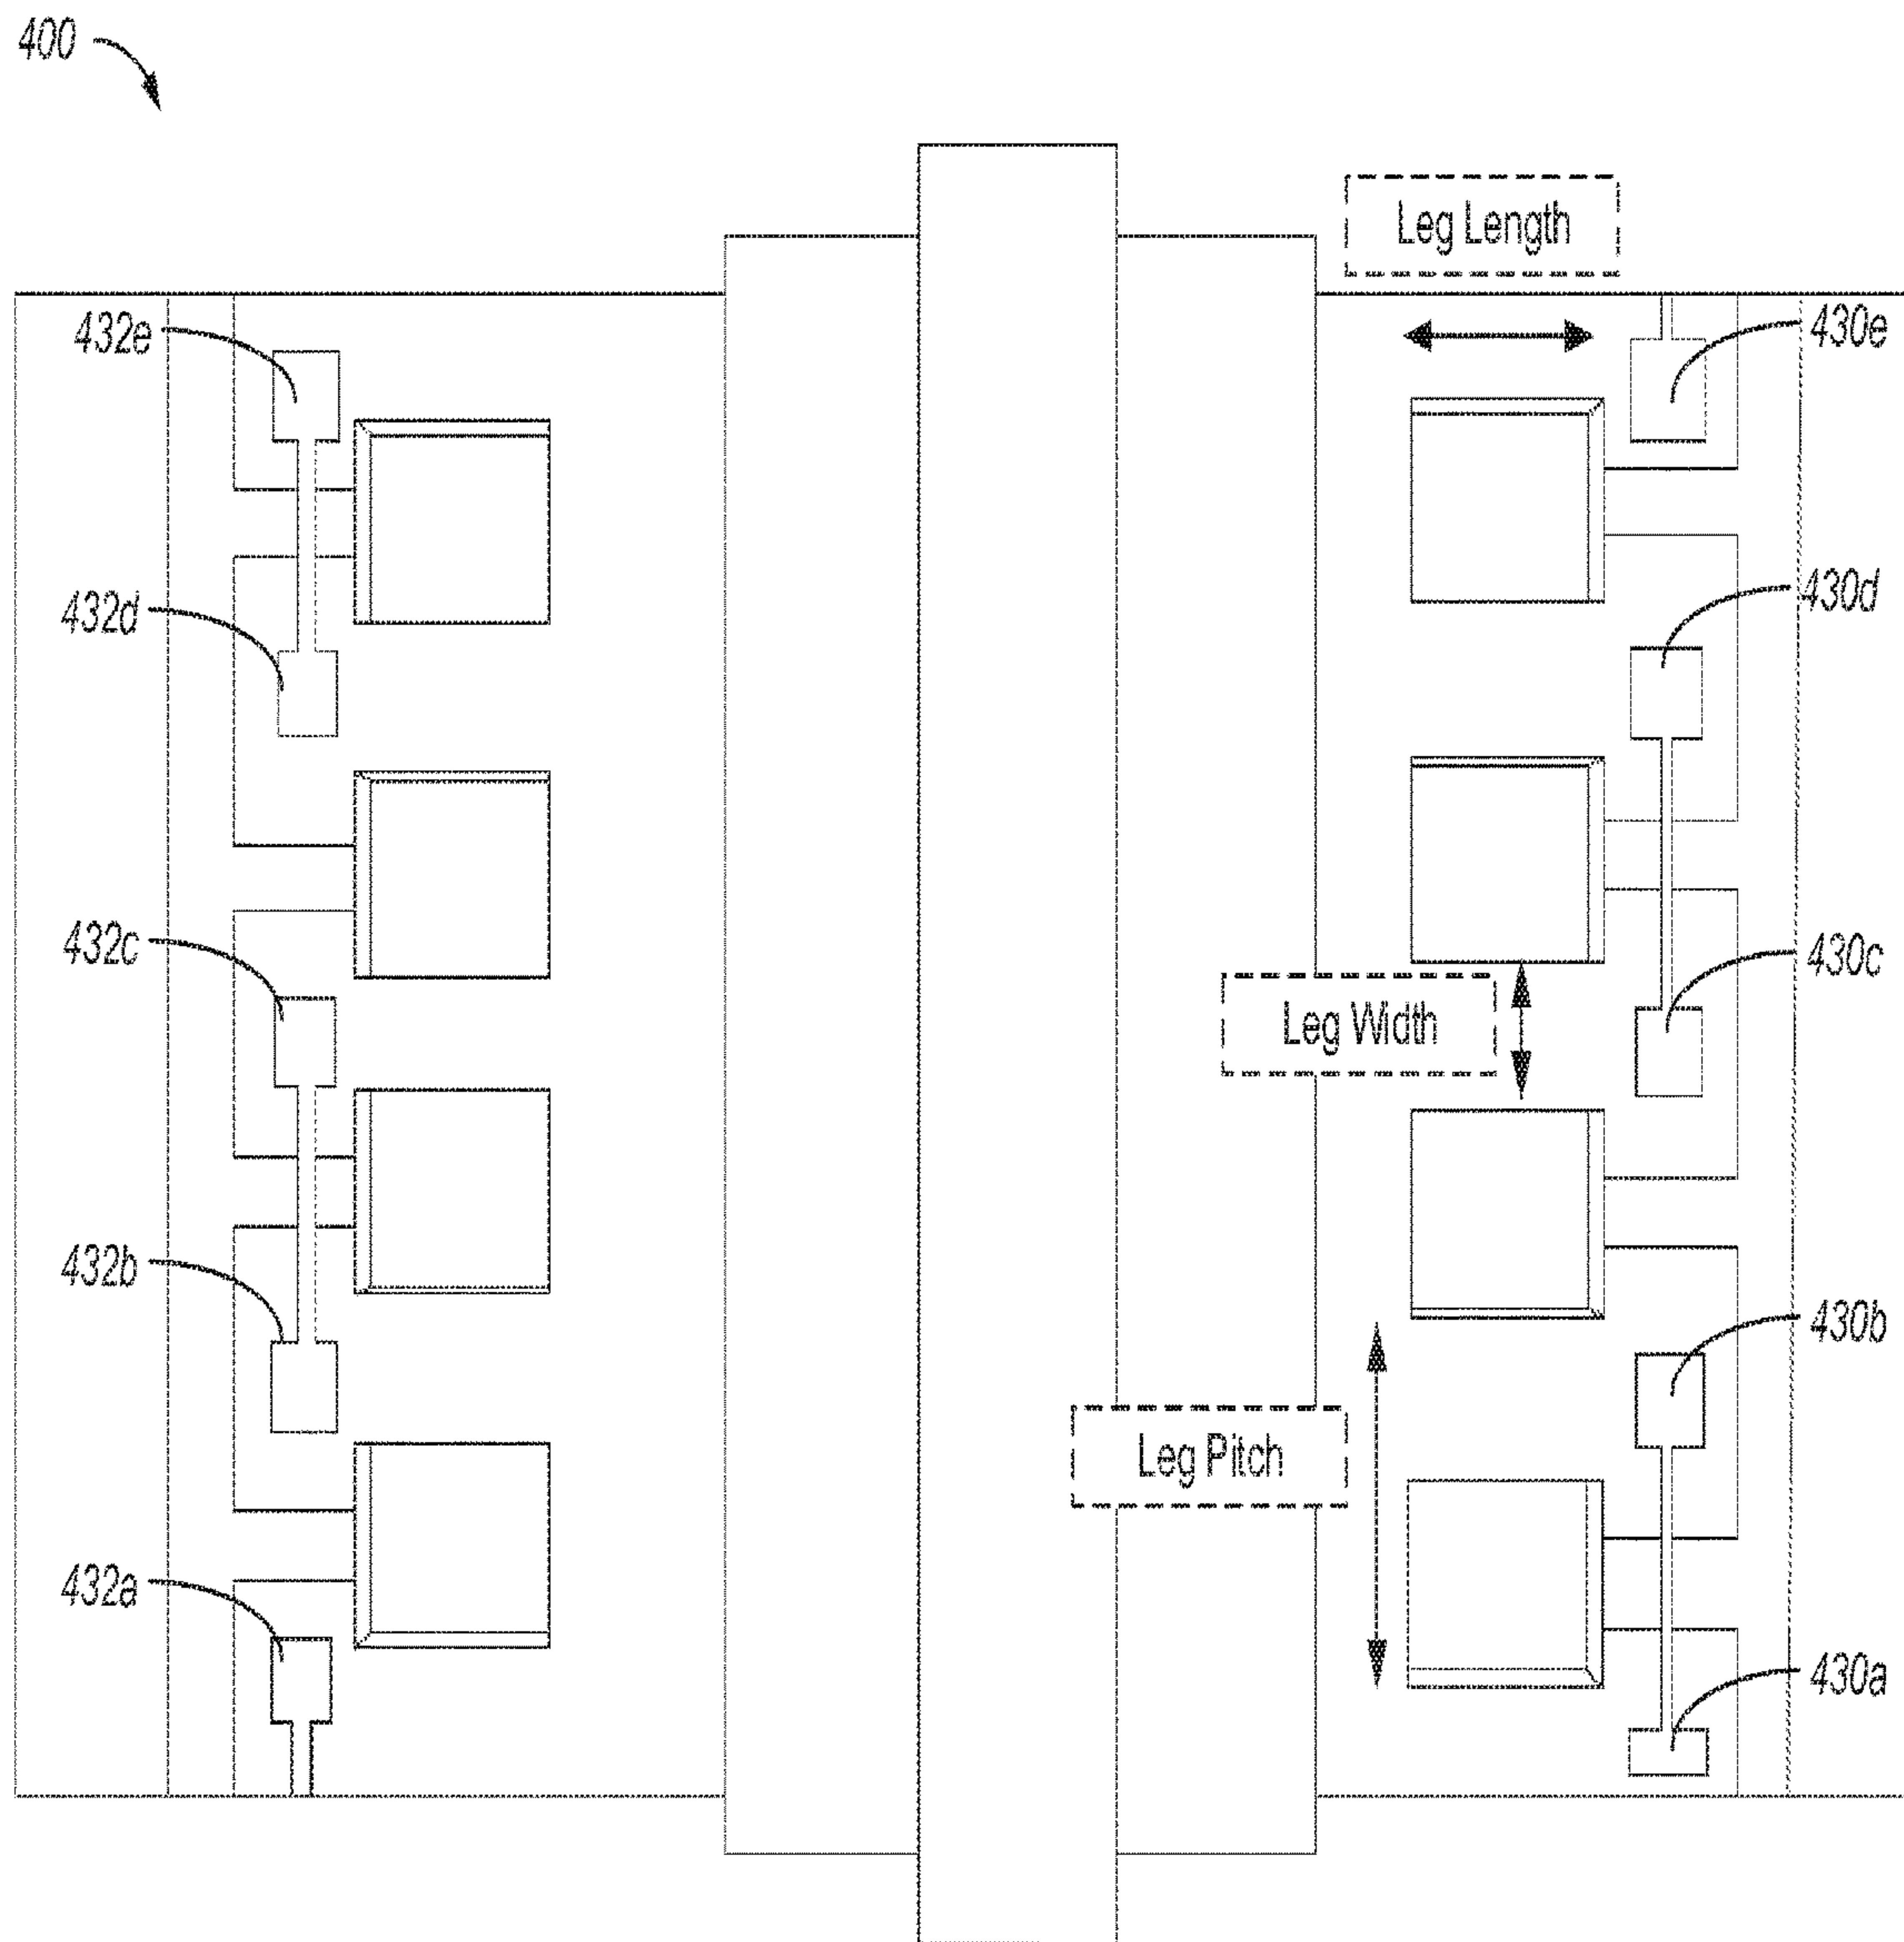 400
Leg Length
432e
430e
432d
430d
432c
430c
Leg Width
432b
430b
Leg Pitch
432a
430a